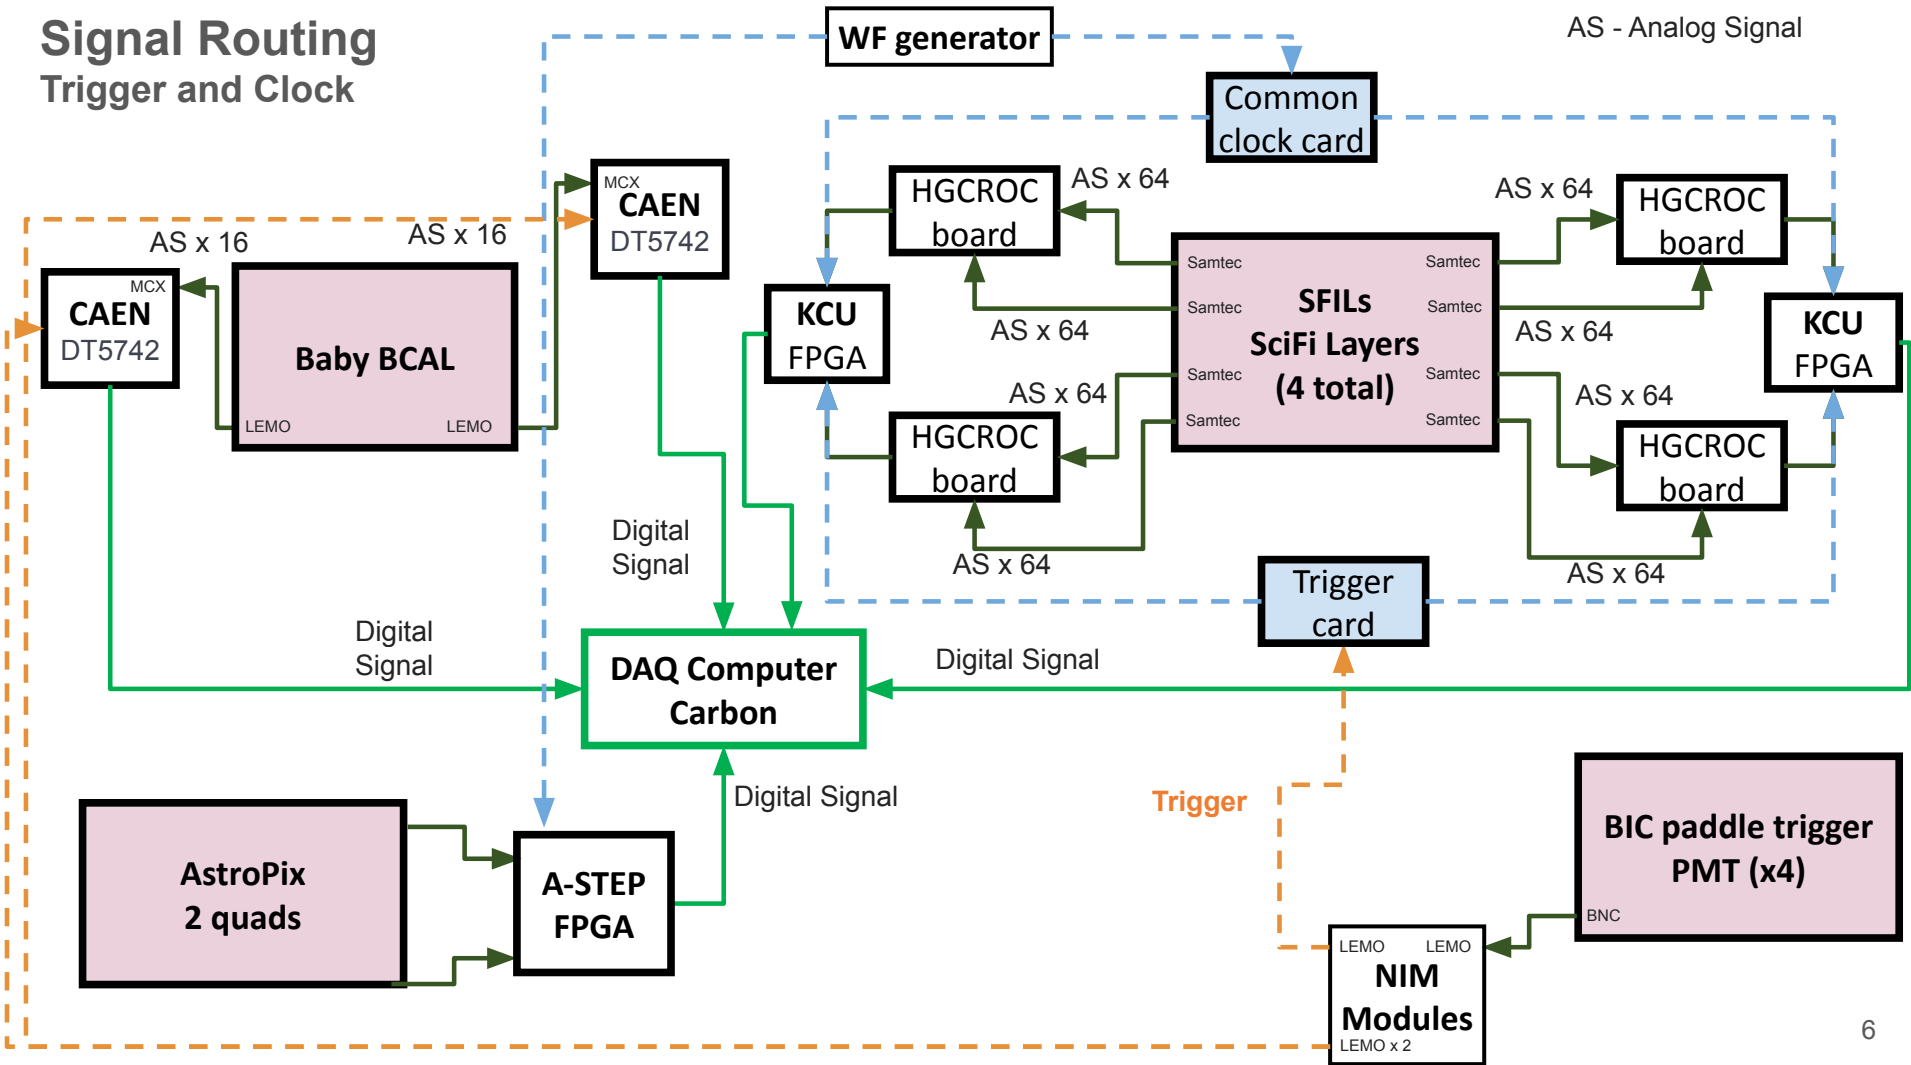 Signal Routing
Trigger and Clock
WF generator
AS - Analog Signal
Common
clock card
MCX
CAEN
DT5742
AS x 16
AS x 16
HGCROC
board
AS x 64
AS x 64
HGCROC
board
MCX
CAEN
DT5742
Baby BCAL
LEMO
LEMO
KCU
FPGA
AS x 64
AS x 64
HGCROC
board
AS x 64
Samtec
Samtec
Samtec
Samtec
SFILs
SciFi Layers
(4 total)
Samtec
Samtec
Samtec
Samtec
AS x 64
AS x 64
HGCROC
board
AS x 64
KCU
FPGA
Digital
Signal
Trigger
card
Digital
Signal
DAQ Computer
Carbon
Digital Signal
Digital Signal
Trigger
AstroPix
2 quads
A-STEP
FPGA
BIC paddle trigger
PMT (x4)
BNC
LEMO
LEMO
NIM
Modules
LEMO x 2
6